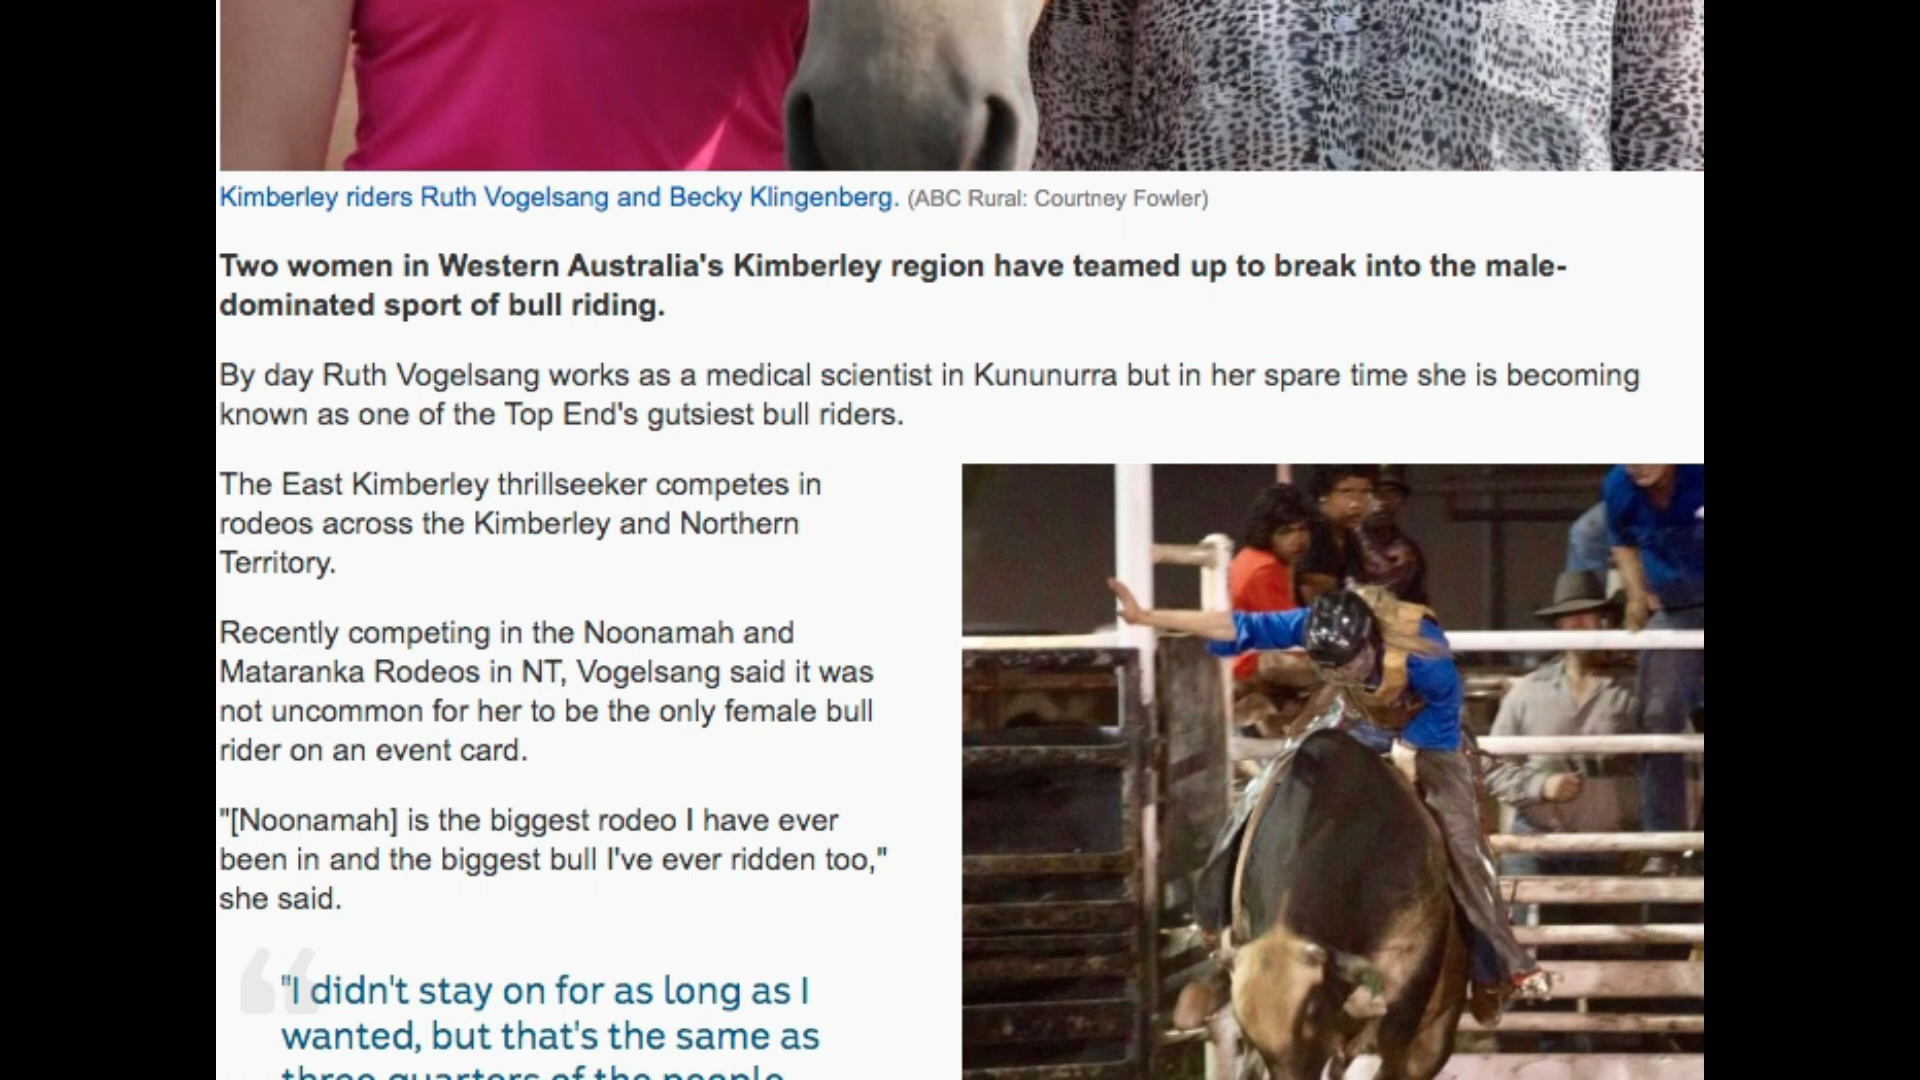 Kimberley riders Ruth Vogelsang and Becky Klingenberg. (ABC Rural: Courtney Fowler)
Two women in Western Australia's Kimberley region have teamed up to break into the male-
dominated sport of bull riding.
By day Ruth Vogelsang works as a medical scientist in Kununurra but in her spare time she is becoming
known as one of the Top End's gutsiest bull riders.
The East Kimberley thrillseeker competes in
rodeos across the Kimberley and Northern
Territory.
Recently competing in the Noonamah and
Mataranka Rodeos in NT, Vogelsang said it was
not uncommon for her to be the only female bull
rider on an event card.
"[Noonamah] is the biggest rodeo I have ever
been in and the biggest bull I've ever ridden too,"
she said.
"I didn't stay on for as long as I
wanted, but that's the same as
three quarters of the people